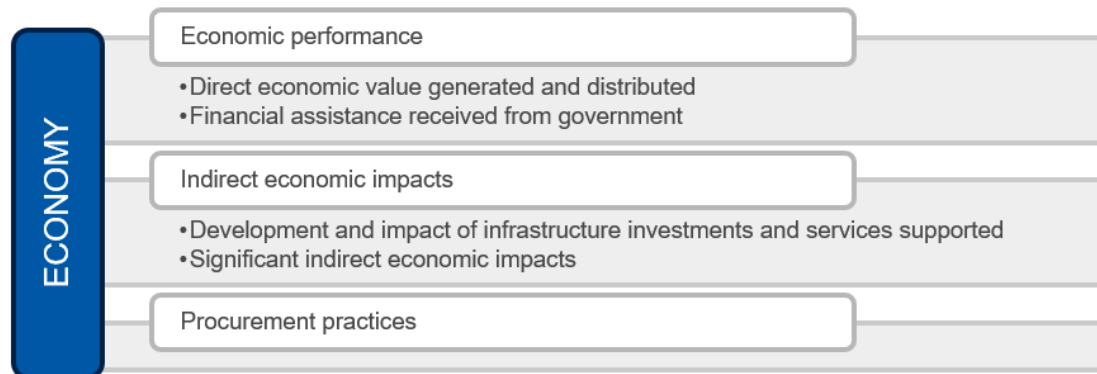 ECONOMY
Economic performance
•Direct economic value generated and distributed
•Financial assistance received from government
Indirect economic impacts
•Development and impact of infrastructure investments and services supported
•Significant indirect economic impacts
Procurement practices